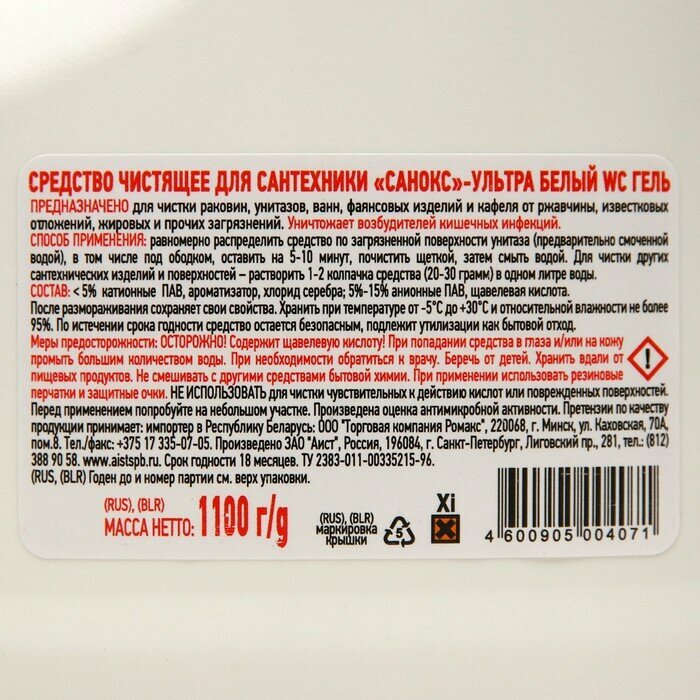 СРЕДСТВО ЧИСТЯЩЕЕ ДЛЯ САНТЕХНИКИ «САНОКС»-УЛЬТРА БЕЛЫЙ WC ГЕЛЬ
ПРЕДНАЗНАЧЕНО для чистки раковин, унитазов, ванн, фаянсовых изделий и кафеля от ржавчины, известковых
отложений, жировых и прочих загрязнений. Уничтожает возбудителей кишечных инфекций.
СПОСОБ ПРИМЕНЕНИЯ: равномерно распределить средство по загрязненной поверхности унитаза (предварительно смоченной
водой), в том числе под ободком, оставить на 5-10 минут, почистить щеткой, затем смыть водой. Для чистки других
сантехнических изделий и поверхностей – растворить 1-2 колпачка средства (20-30 грамм) в одном литре воды.
СОСТАВ: < 5% катионные ПАВ, ароматизатор, хлорид серебра; 5%-15% анионные ПАВ, щавелевая кислота.
После размораживания сохраняет свои свойства. Хранить при температуре от -5°С до +30°С и относительной влажности не более
95%. По истечении срока годности средство остается безопасным, подлежит утилизации как бытовой отход.
Меры предосторожности: ОСТОРОЖНО! Содержит щавелевую кислоту! При попадании средства в глаза и/или на кожу
промыть большим количеством воды. При необходимости обратиться к врачу. Беречь от детей. Хранить вдали от
пищевых продуктов. Не смешивать с другими средствами бытовой химии. При применении использовать резиновые
перчатки и защитные очки. НЕ ИСПОЛЬЗОВАТЬ для чистки чувствительных к действию кислот или поврежденных поверхностей.
Перед применением попробуйте на небольшом участке. Произведена оценка антимикробной активности. Претензии по качеству
продукции принимает: импортер в Республику Беларусь: ООО "Торговая компания Ромакс", 220068, г. Минск, ул. Каховская, 70А,
пом.8. Тел./факс: +375 17 335-07-05. Произведено ЗАО "Аист", Россия, 196084, г. Санкт-Петербург, Лиговский пр., 281, тел.: (812)
388 90 58. www.aistspb.ru. Срок годности 18 месяцев. ТУ 2383-011-00335215-96.
(RUS, BLR) Годен до и номер партии см. верх упаковки.
(RUS), (BLR)
МАССА НЕТТО: 1100 г/g
(RUS), (BLR)
маркировка
крышки
5
Xi
4 600905 004071